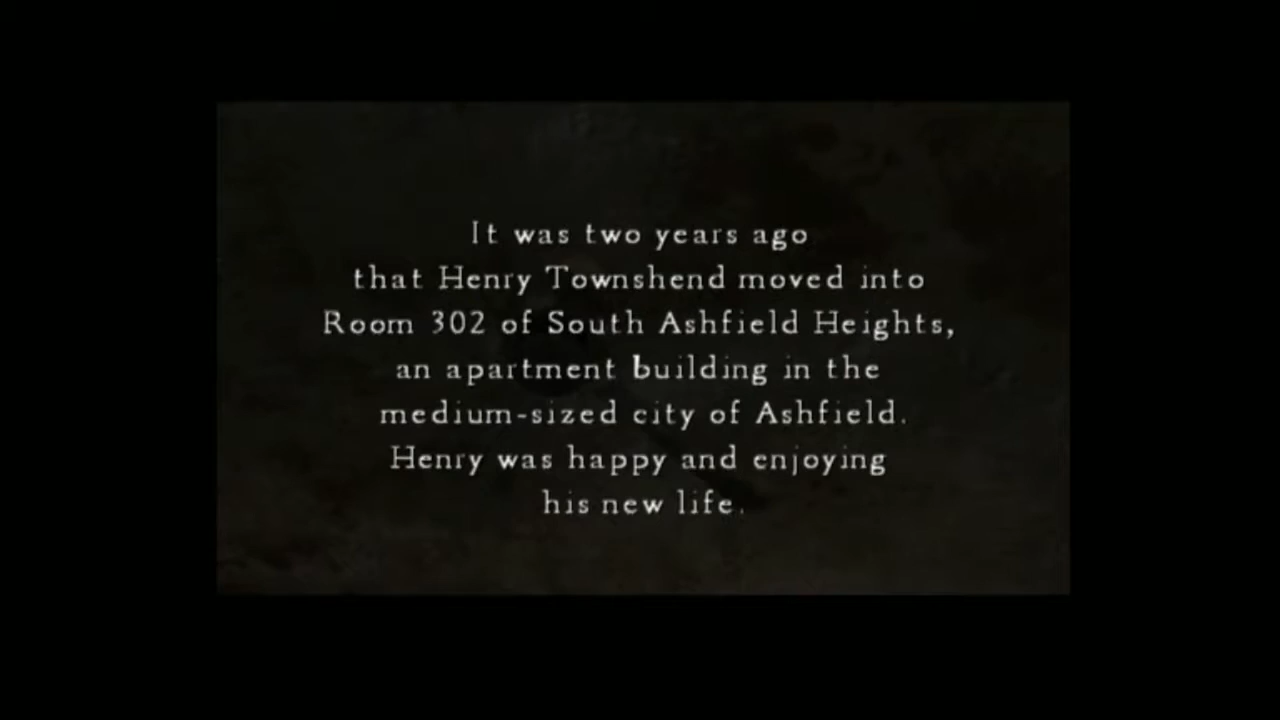 It was two years ago
that Henry Townshend moved into
Room 302 of South Ashfield Heights,
an apartment building in the
medium-sized city of Ashfield.
Henry was happy and enjoying
his new life.